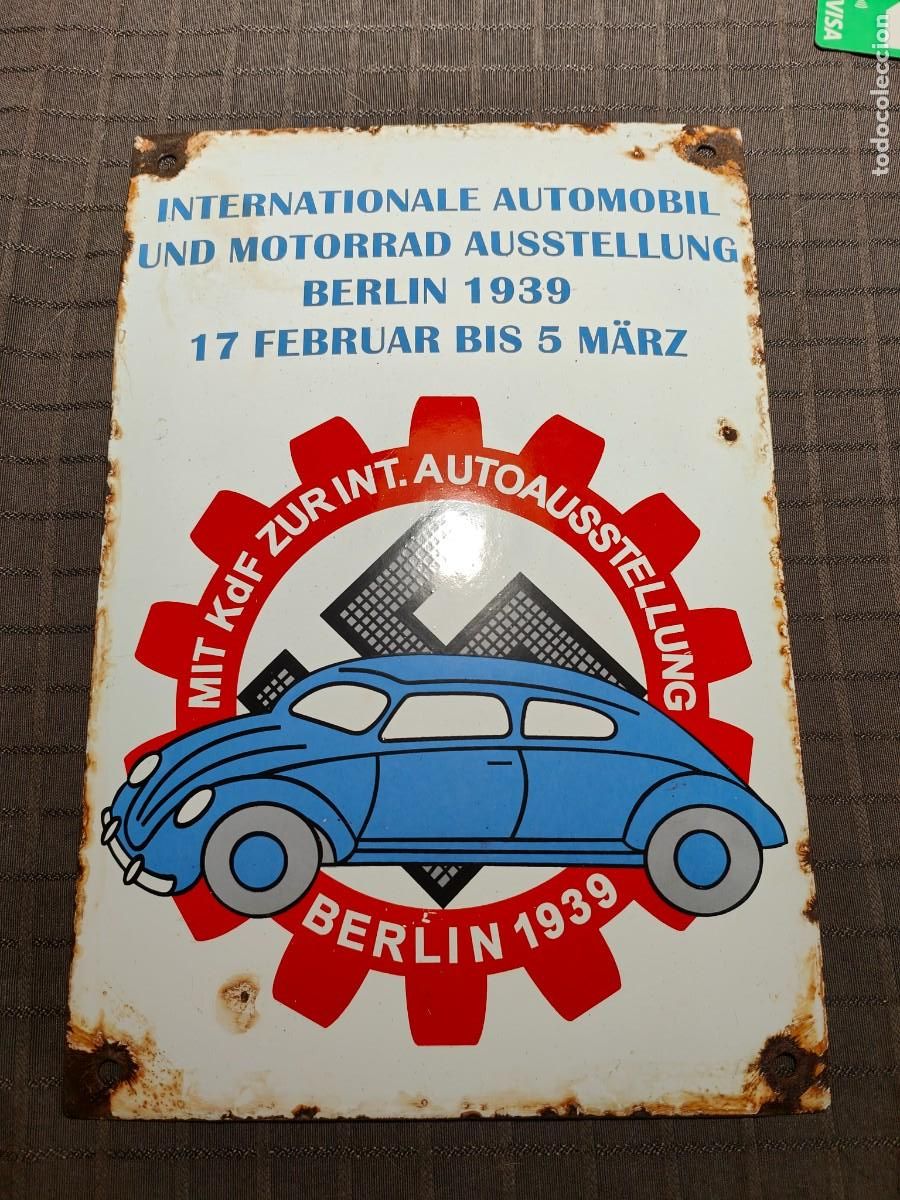 INTERNATIONALE AUTOMOBIL
UND MOTORRAD AUSSTELLUNG
BERLIN 1939
17 FEBRUAR BIS 5 MÄRZ
MIT KdF ZUR INT. AUTOAUSSTELLUNG
BERLIN 1939
VISA
todocoleccion